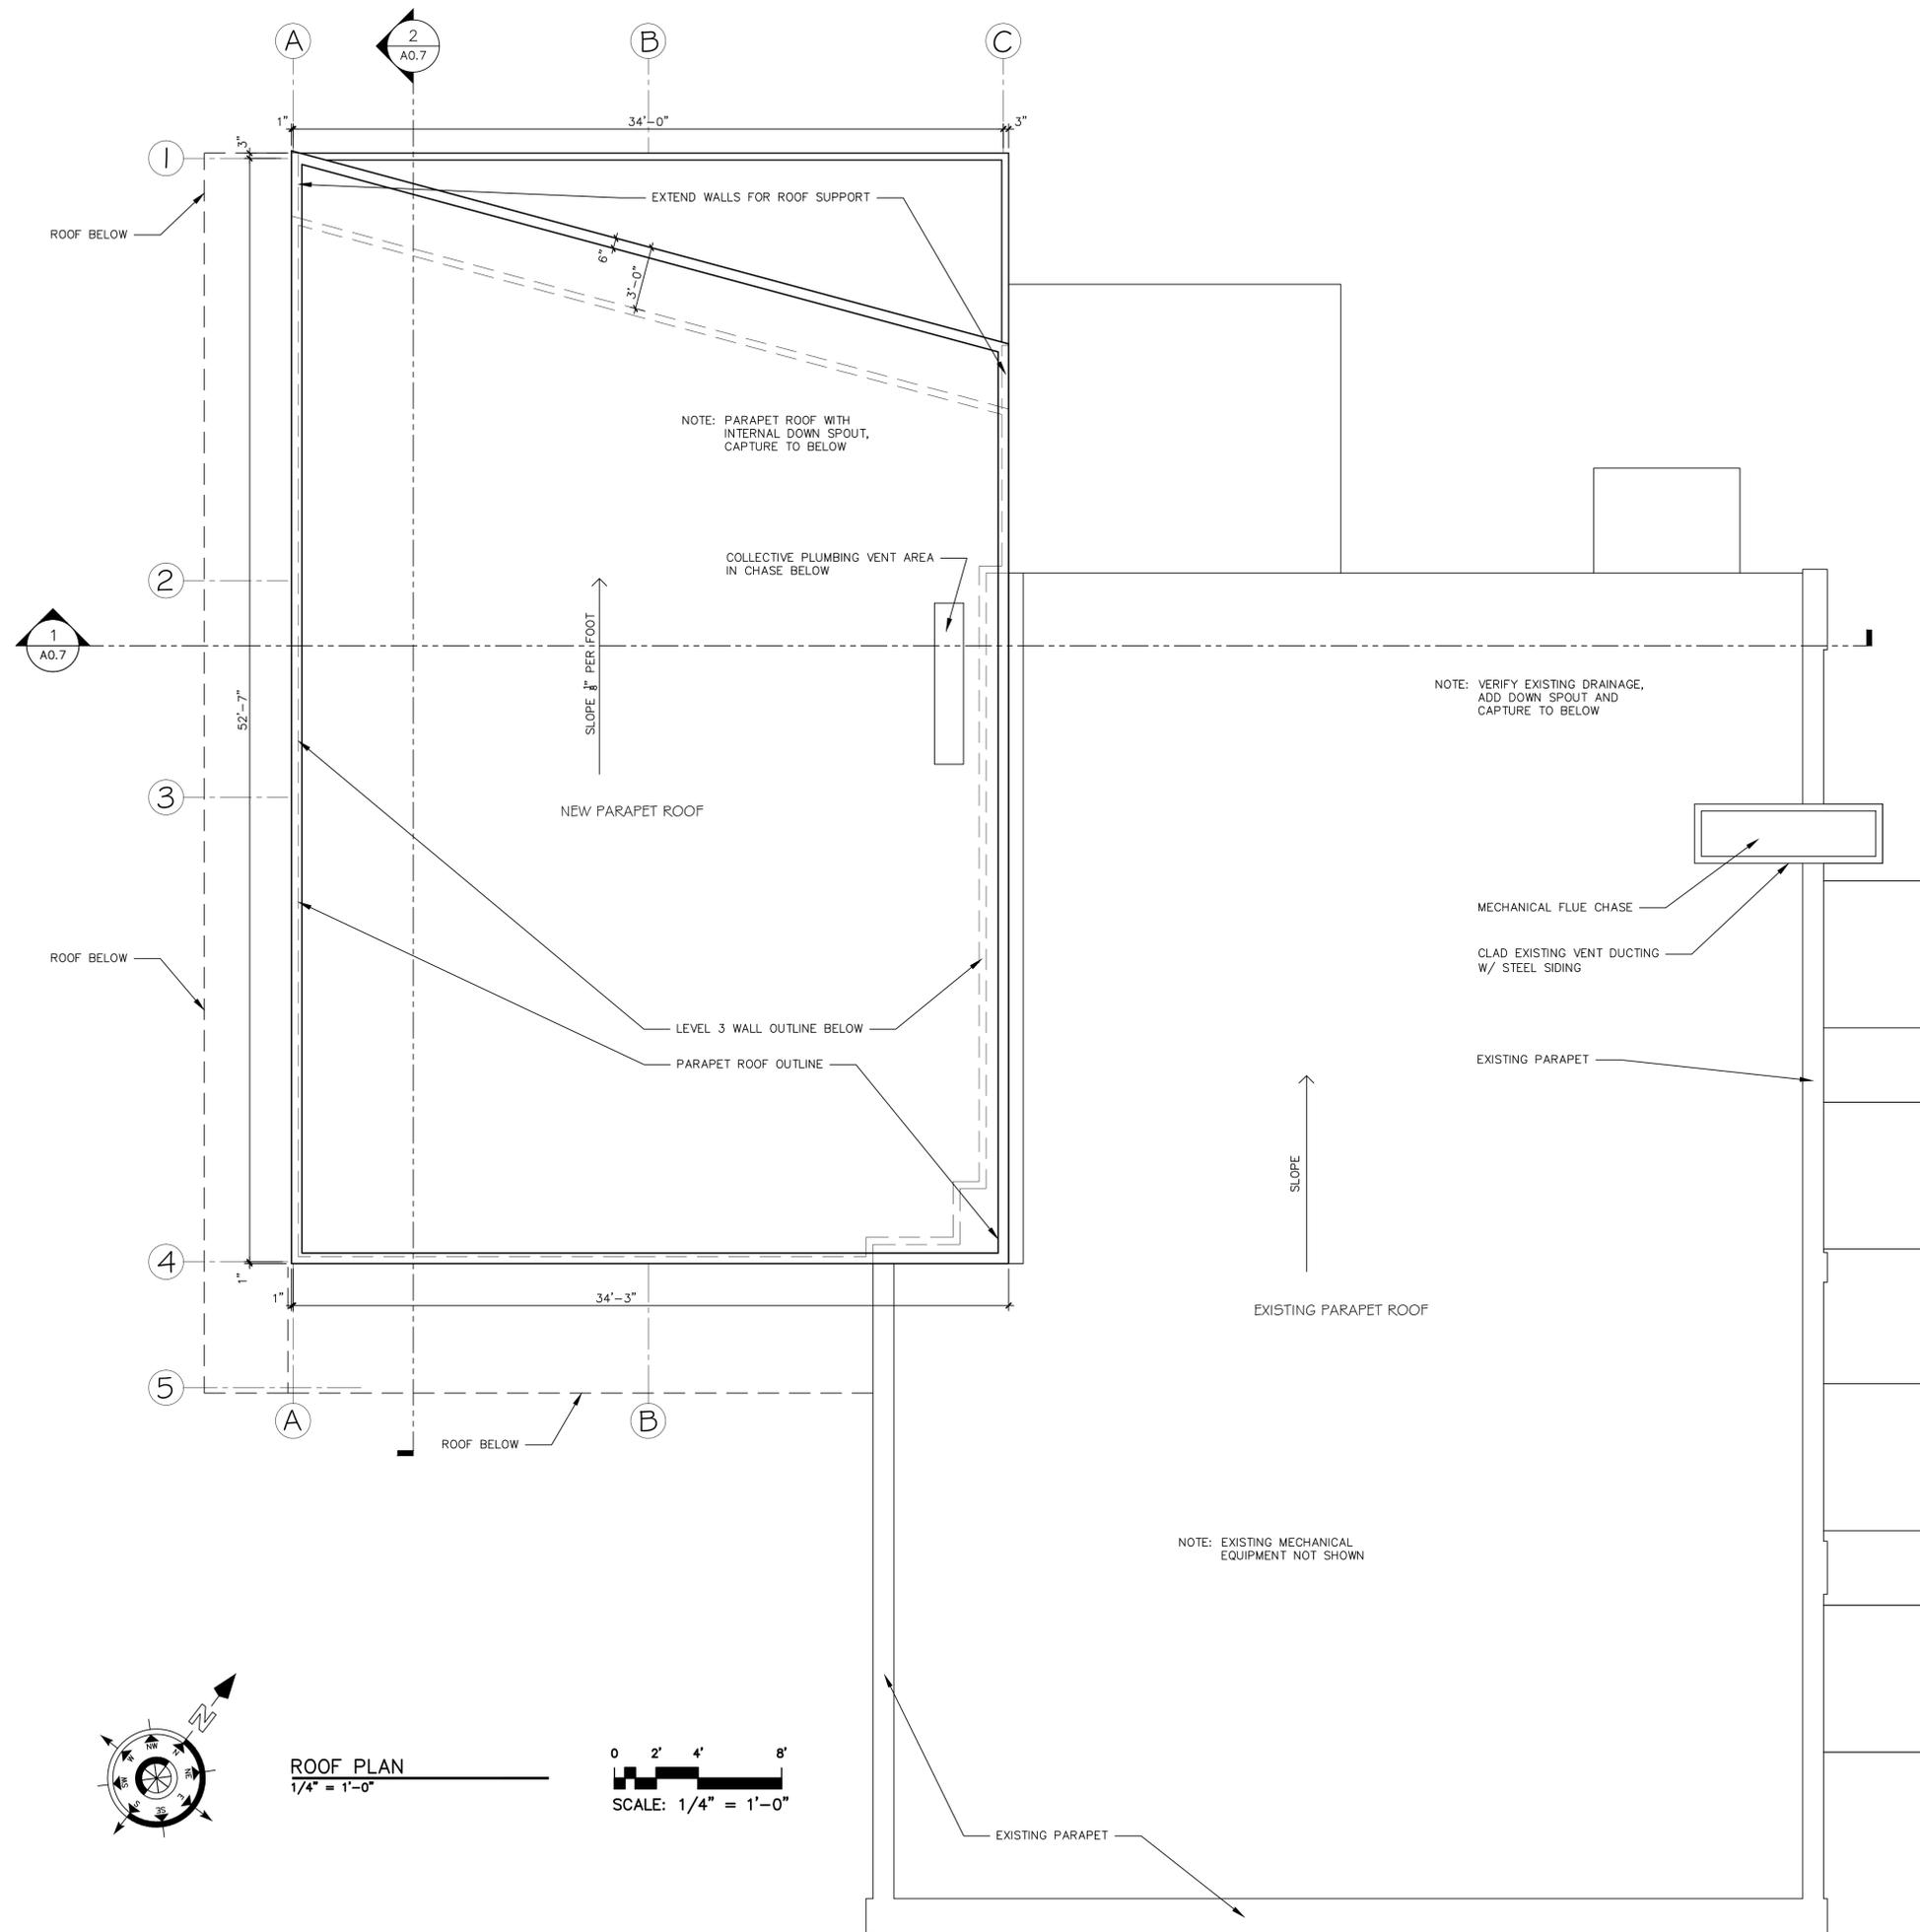 A
2
A0.7
B
C
1"
34'-0"
3"
3"
1
EXTEND WALLS FOR ROOF SUPPORT
ROOF BELOW
6"
3'-0"
NOTE: PARAPET ROOF WITH
INTERNAL DOWN SPOUT,
CAPTURE TO BELOW
COLLECTIVE PLUMBING VENT AREA
IN CHASE BELOW
2
1
A0.7
SLOPE 1/8" PER FOOT
NOTE: VERIFY EXISTING DRAINAGE,
ADD DOWN SPOUT AND
CAPTURE TO BELOW
52'-7"
3
NEW PARAPET ROOF
MECHANICAL FLUE CHASE
CLAD EXISTING VENT DUCTING
W/ STEEL SIDING
ROOF BELOW
LEVEL 3 WALL OUTLINE BELOW
PARAPET ROOF OUTLINE
EXISTING PARAPET
SLOPE
4
1"
1"
34'-3"
EXISTING PARAPET ROOF
5
A
B
ROOF BELOW
NOTE: EXISTING MECHANICAL
EQUIPMENT NOT SHOWN
N
N
NE
E
SE
S
SW
W
NW
ROOF PLAN
1/4" = 1'-0"
0 2' 4' 8'
SCALE: 1/4" = 1'-0"
EXISTING PARAPET